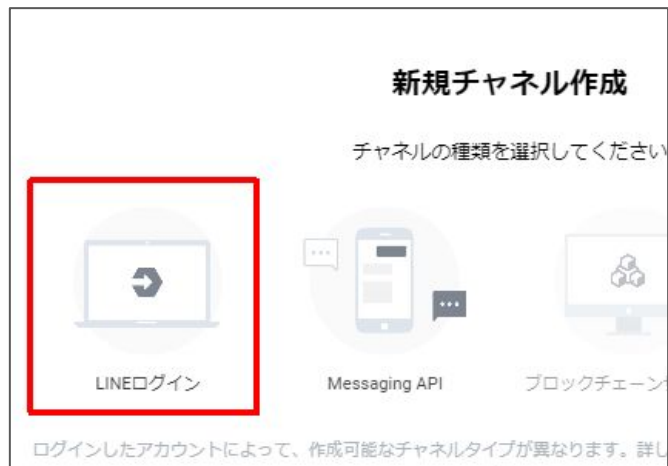 新規チャネル作成
チャネルの種類を選択してください
LINEログイン
Messaging API
ブロックチェーン
ログインしたアカウントによって、作成可能なチャネルタイプが異なります。詳し